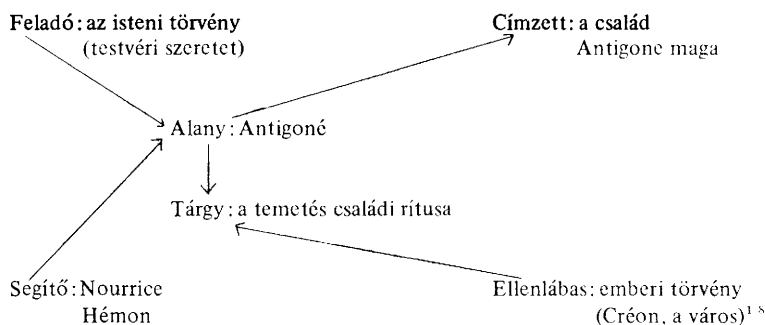 Feladó: az isteni törvény
(testvéri szeretet)
Címzett: a család
Antigone maga
Alany: Antigoné
Tárgy: a temetés családi rítusa
Segítő: Nourrice
Hémon
Ellenlábas: emberi törvény
(Créon, a város)¹⁸